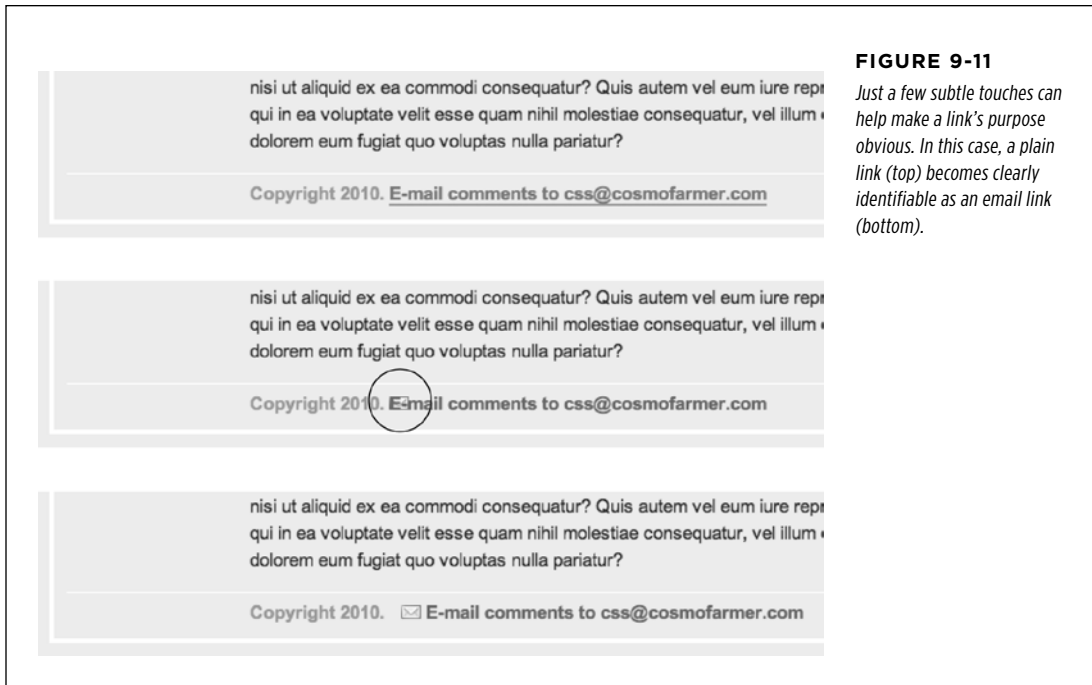 nisi ut aliquid ex ea commodi consequatur? Quis autem vel eum iure repr
qui in ea voluptate velit esse quam nihil molestiae consequatur, vel illum
dolorem eum fugiat quo voluptas nulla pariatur?
Copyright 2010. E-mail comments to css@cosmofarmer.com
nisi ut aliquid ex ea commodi consequatur? Quis autem vel eum iure repr
qui in ea voluptate velit esse quam nihil molestiae consequatur, vel illum
dolorem eum fugiat quo voluptas nulla pariatur?
Copyright 2010. E-mail comments to css@cosmofarmer.com
nisi ut aliquid ex ea commodi consequatur? Quis autem vel eum iure repr
qui in ea voluptate velit esse quam nihil molestiae consequatur, vel illum
dolorem eum fugiat quo voluptas nulla pariatur?
Copyright 2010. E-mail comments to css@cosmofarmer.com
FIGURE 9-11
Just a few subtle touches can
help make a link's purpose
obvious. In this case, a plain
link (top) becomes clearly
identifiable as an email link
(bottom).